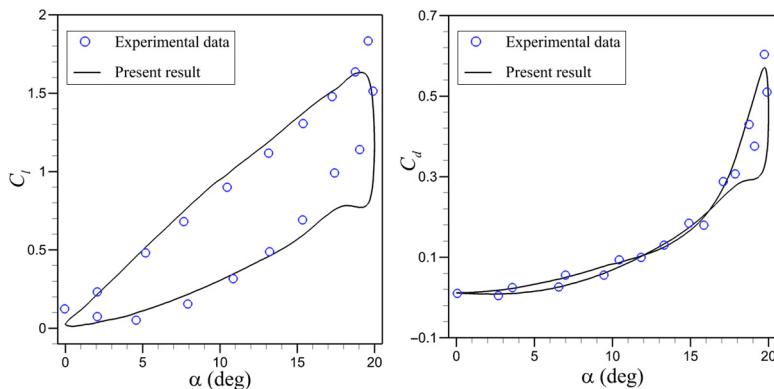 2
1.5
1
0.5
0
C_l
Experimental data
Present result
0 5 10 15 20
α (deg)
0.7
0.5
0.3
0.1
–0.1
C_d
Experimental data
Present result
0 5 10 15 20
α (deg)